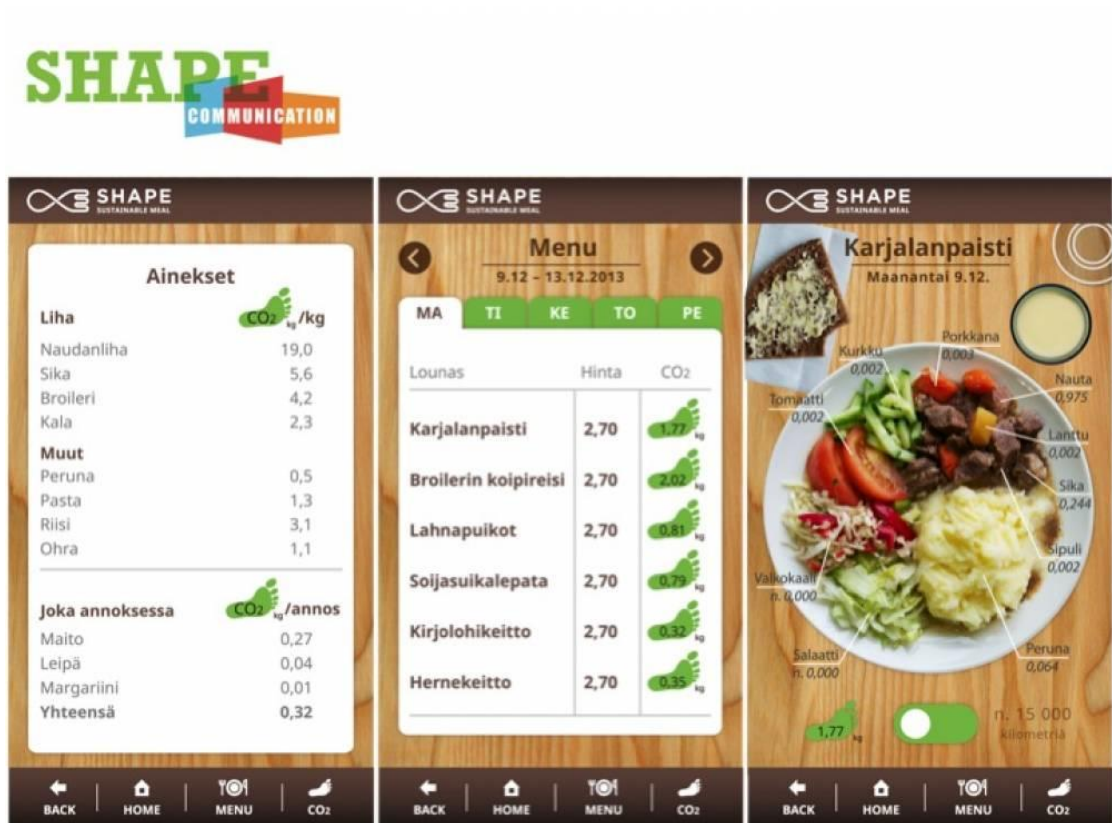 SHAPE
COMMUNICATION
SHAPE
SUSTAINABLE MEAL
Ainekset
Liha CO2 kg /kg
Naudanliha 19,0
Sika 5,6
Broileri 4,2
Kala 2,3
Muut
Peruna 0,5
Pasta 1,3
Riisi 3,1
Ohra 1,1
Joka annoksessa CO2 kg /annos
Maito 0,27
Leipä 0,04
Margariini 0,01
Yhteensä 0,32
BACK HOME MENU CO2
SHAPE
SUSTAINABLE MEAL
Menu
9.12 – 13.12.2013
MA TI KE TO PE
Lounas Hinta CO2
Karjalanpaisti 2,70 1,77 kg
Broilerin koipireisi 2,70 2,02 kg
Lahnapuikot 2,70 0,81 kg
Soijasuikalepata 2,70 0,79 kg
Kirjolohikeitto 2,70 0,32 kg
Hernekeitto 2,70 0,35 kg
BACK HOME MENU CO2
SHAPE
SUSTAINABLE MEAL
Karjalanpaisti
Maanantai 9.12.
Porkkana
0,003
Kurkku
0,002
Nauta
0,975
Tomaatti
0,002
Lanttu
0,002
Sika
0,244
Sipuli
0,002
Valkokaali
n. 0,000
Salaatti
n. 0,000
Peruna
0,064
1,77 kg
n. 15 000
kilometriä
BACK HOME MENU CO2